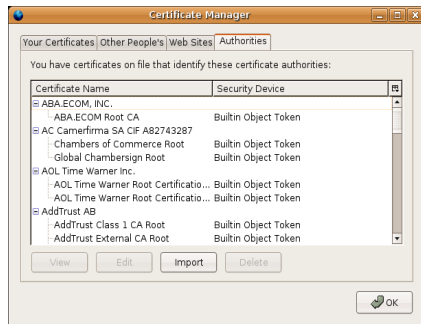 Certificate Manager
Your Certificates Other People's Web Sites Authorities
You have certificates on file that identify these certificate authorities:
Certificate Name Security Device
ABA.ECOM, INC.
ABA.ECOM Root CA Builtin Object Token
AC Camerfirma SA CIF A82743287
Chambers of Commerce Root Builtin Object Token
Global Chambersign Root Builtin Object Token
AOL Time Warner Inc.
AOL Time Warner Root Certificatio... Builtin Object Token
AOL Time Warner Root Certificatio... Builtin Object Token
AddTrust AB
AddTrust Class 1 CA Root Builtin Object Token
AddTrust External CA Root Builtin Object Token
View Edit Import Delete
OK